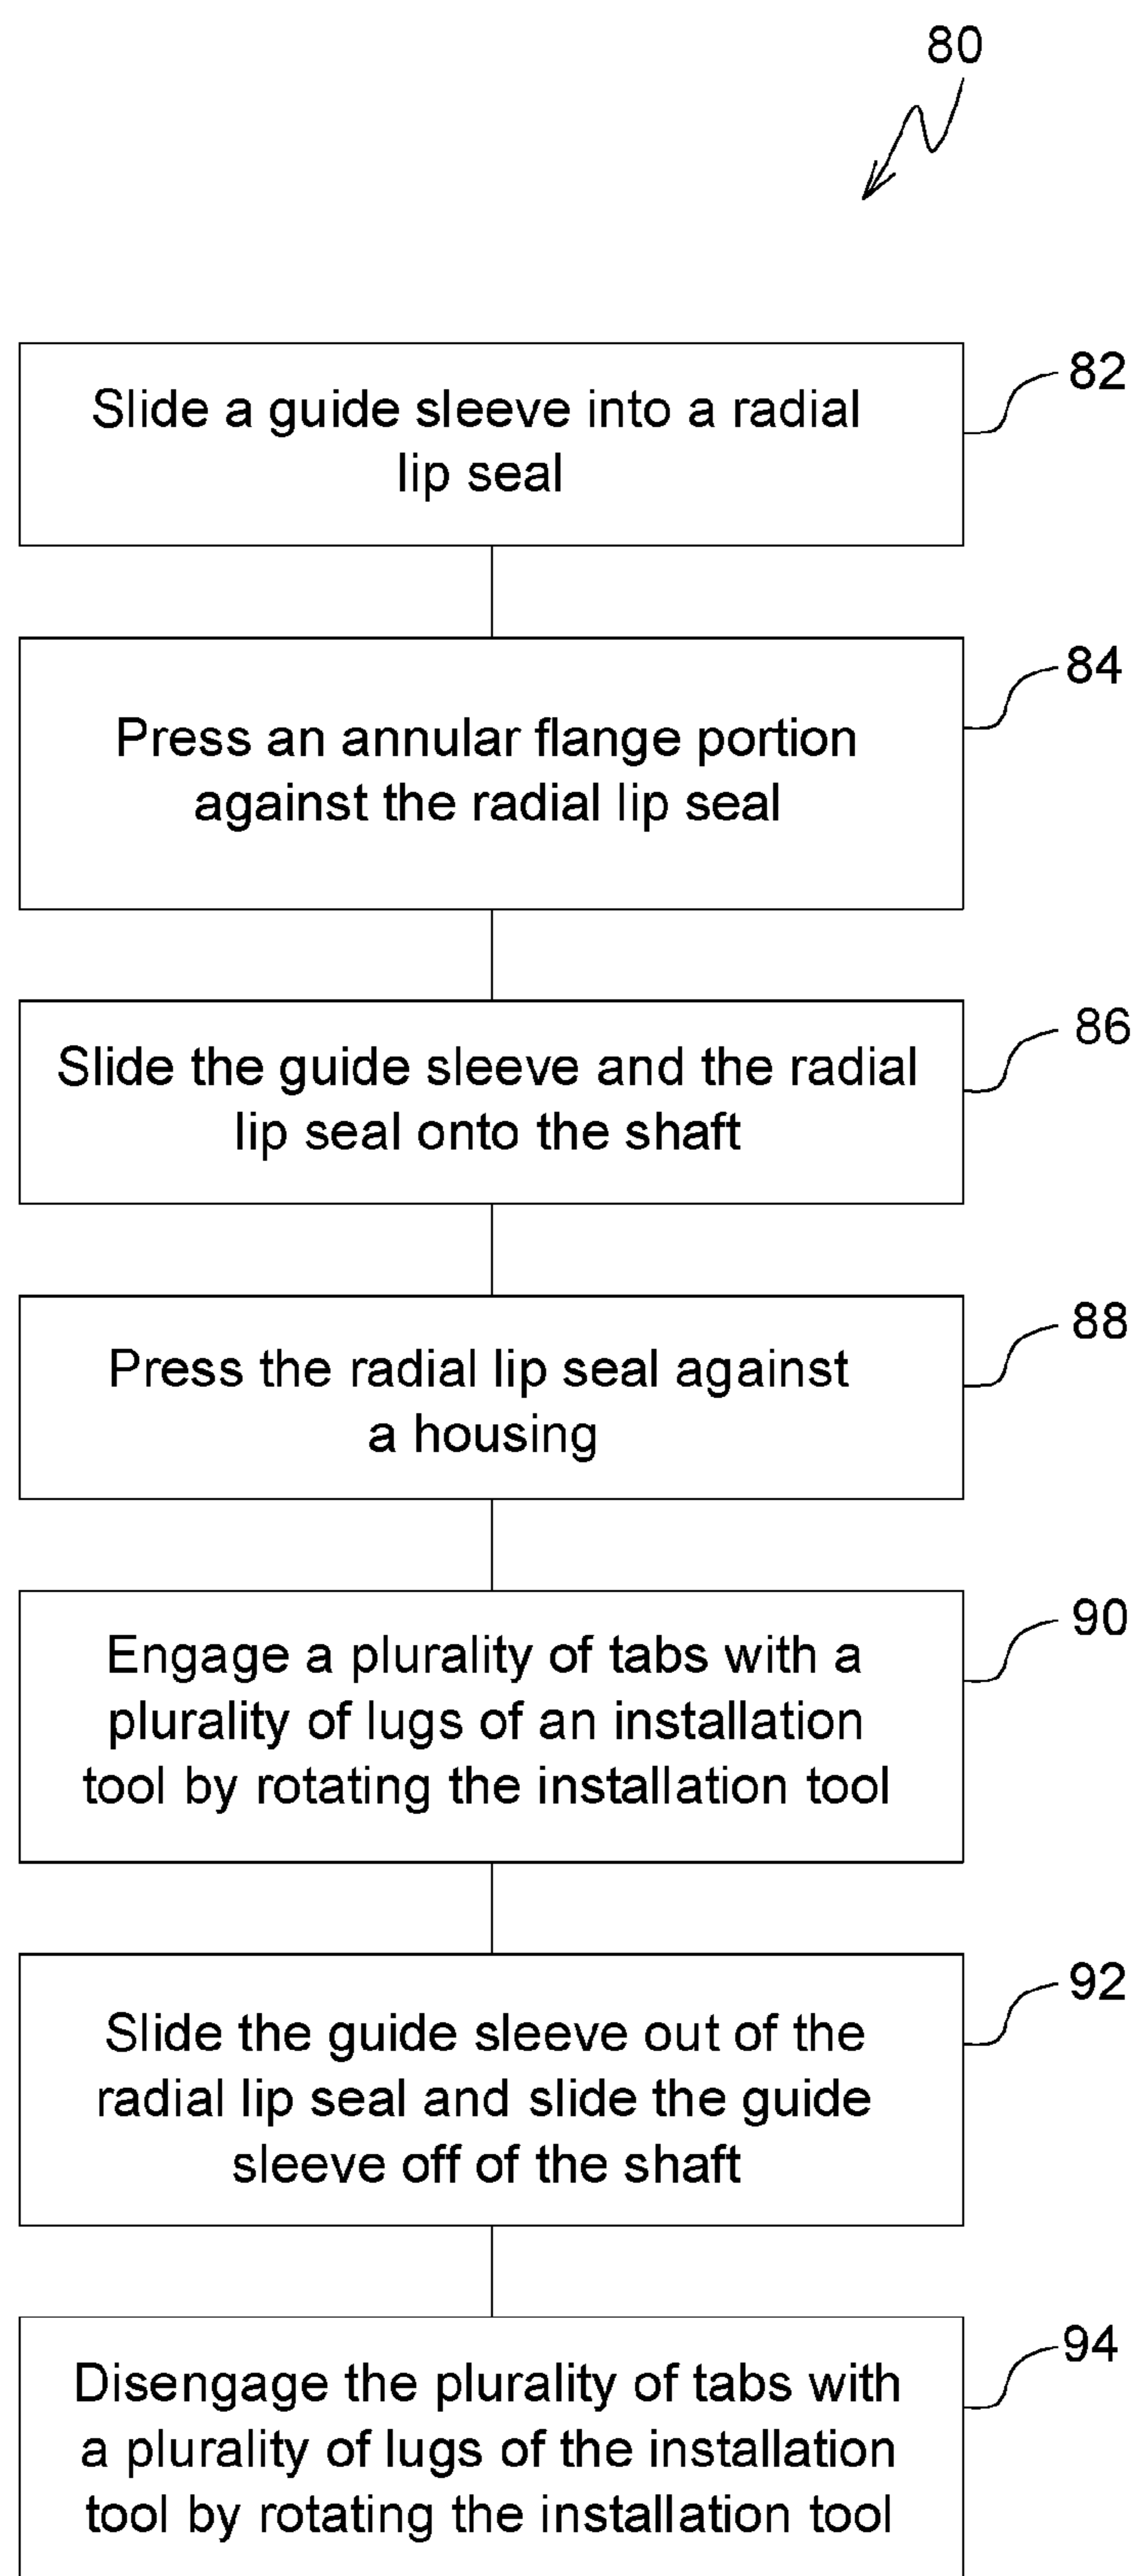 80
Slide a guide sleeve into a radial
lip seal
82
Press an annular flange portion
against the radial lip seal
84
Slide the guide sleeve and the radial
lip seal onto the shaft
86
Press the radial lip seal against
a housing
88
Engage a plurality of tabs with a
plurality of lugs of an installation
tool by rotating the installation tool
90
Slide the guide sleeve out of the
radial lip seal and slide the guide
sleeve off of the shaft
92
Disengage the plurality of tabs with
a plurality of lugs of the installation
tool by rotating the installation tool
94